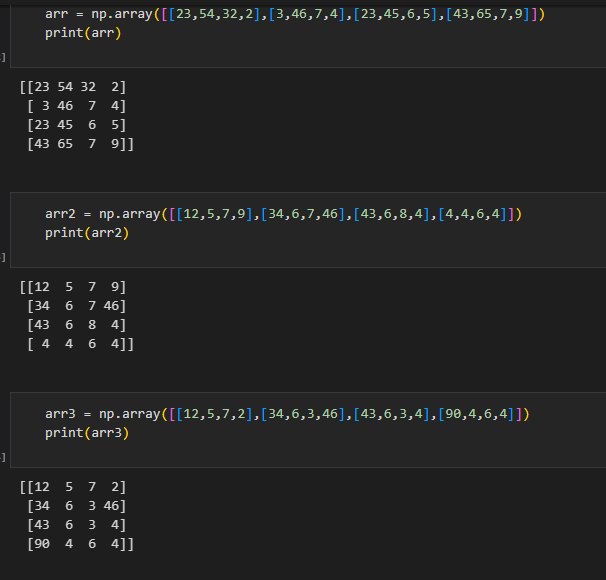 arr = np.array([[23,54,32,2],[3,46,7,4],[23,45,6,5],[43,65,7,9]])
print(arr)
]
[[23 54 32  2]
 [ 3 46  7  4]
 [23 45  6  5]
 [43 65  7  9]]
arr2 = np.array([[12,5,7,9],[34,6,7,46],[43,6,8,4],[4,4,6,4]])
print(arr2)
]
[[12  5  7  9]
 [34  6  7 46]
 [43  6  8  4]
 [ 4  4  6  4]]
arr3 = np.array([[12,5,7,2],[34,6,3,46],[43,6,3,4],[90,4,6,4]])
print(arr3)
]
[[12  5  7  2]
 [34  6  3 46]
 [43  6  3  4]
 [90  4  6  4]]